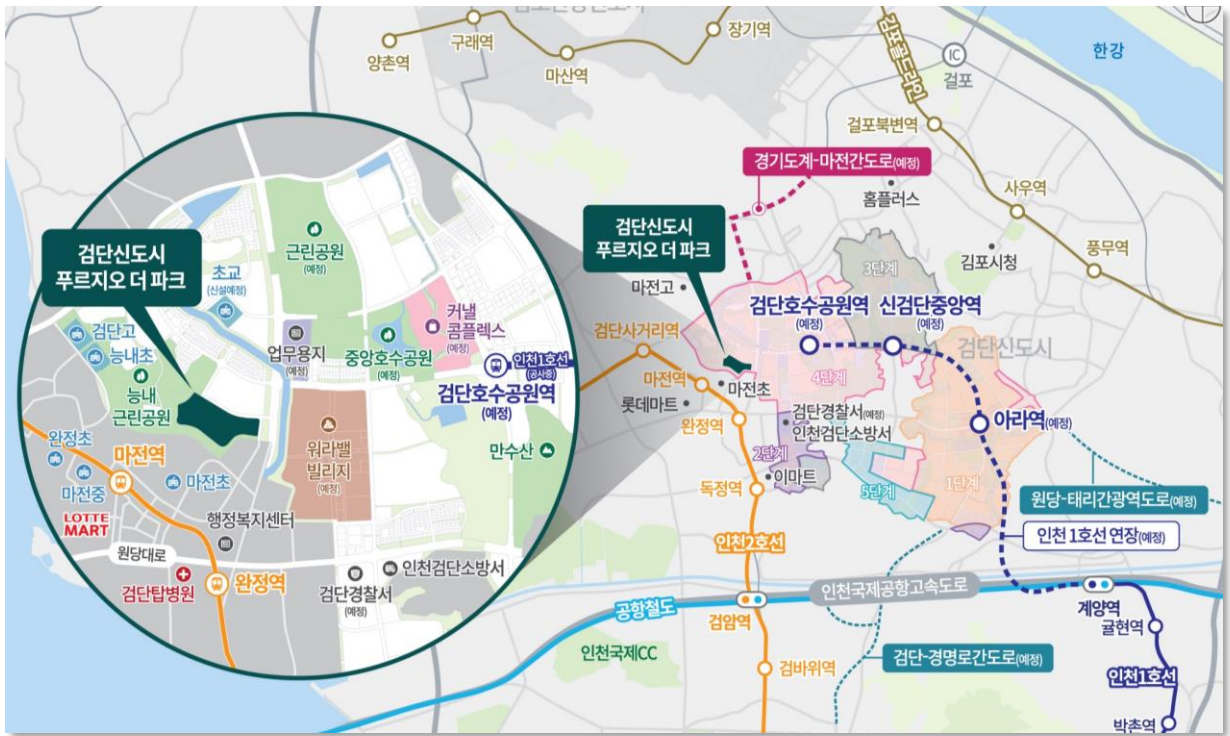 양촌역
구래역
마산역
장기역
김포골드라인
IC
걸포
한강
걸포북변역
사우역
풍무역
경기도계-마전간도로(예정)
홈플러스
김포시청
검단신도시
푸르지오 더 파크
마전고
3단계
검단호수공원역
(예정)
신검단중앙역
(예정)
검단신도시
검단사거리역
마전역
마전초
4단계
롯데마트
완정역
검단경찰서(예정)
인천검단소방서
아라역(예정)
2단계
이마트
5단계
1단계
독정역
원당-태리간광역도로(예정)
인천2호선
인천 1호선 연장(예정)
인천국제공항고속도로
공항철도
검암역
계양역
귤현역
인천국제CC
검바위역
검단-경명로간도로(예정)
인천1호선
박촌역
검단신도시
푸르지오 더 파크
근린공원
(예정)
초교
(신설예정)
커낼
콤플렉스
(예정)
검단고
능내초
업무용지
(예정)
중앙호수공원
(예정)
인천1호선
(공사중)
검단호수공원역
(예정)
능내
근린공원
워라밸
빌리지
(예정)
만수산
완정초
마전역
마전중
마전초
LOTTE
MART
행정복지센터
원당대로
검단탑병원
완정역
검단경찰서
(예정)
인천검단소방서